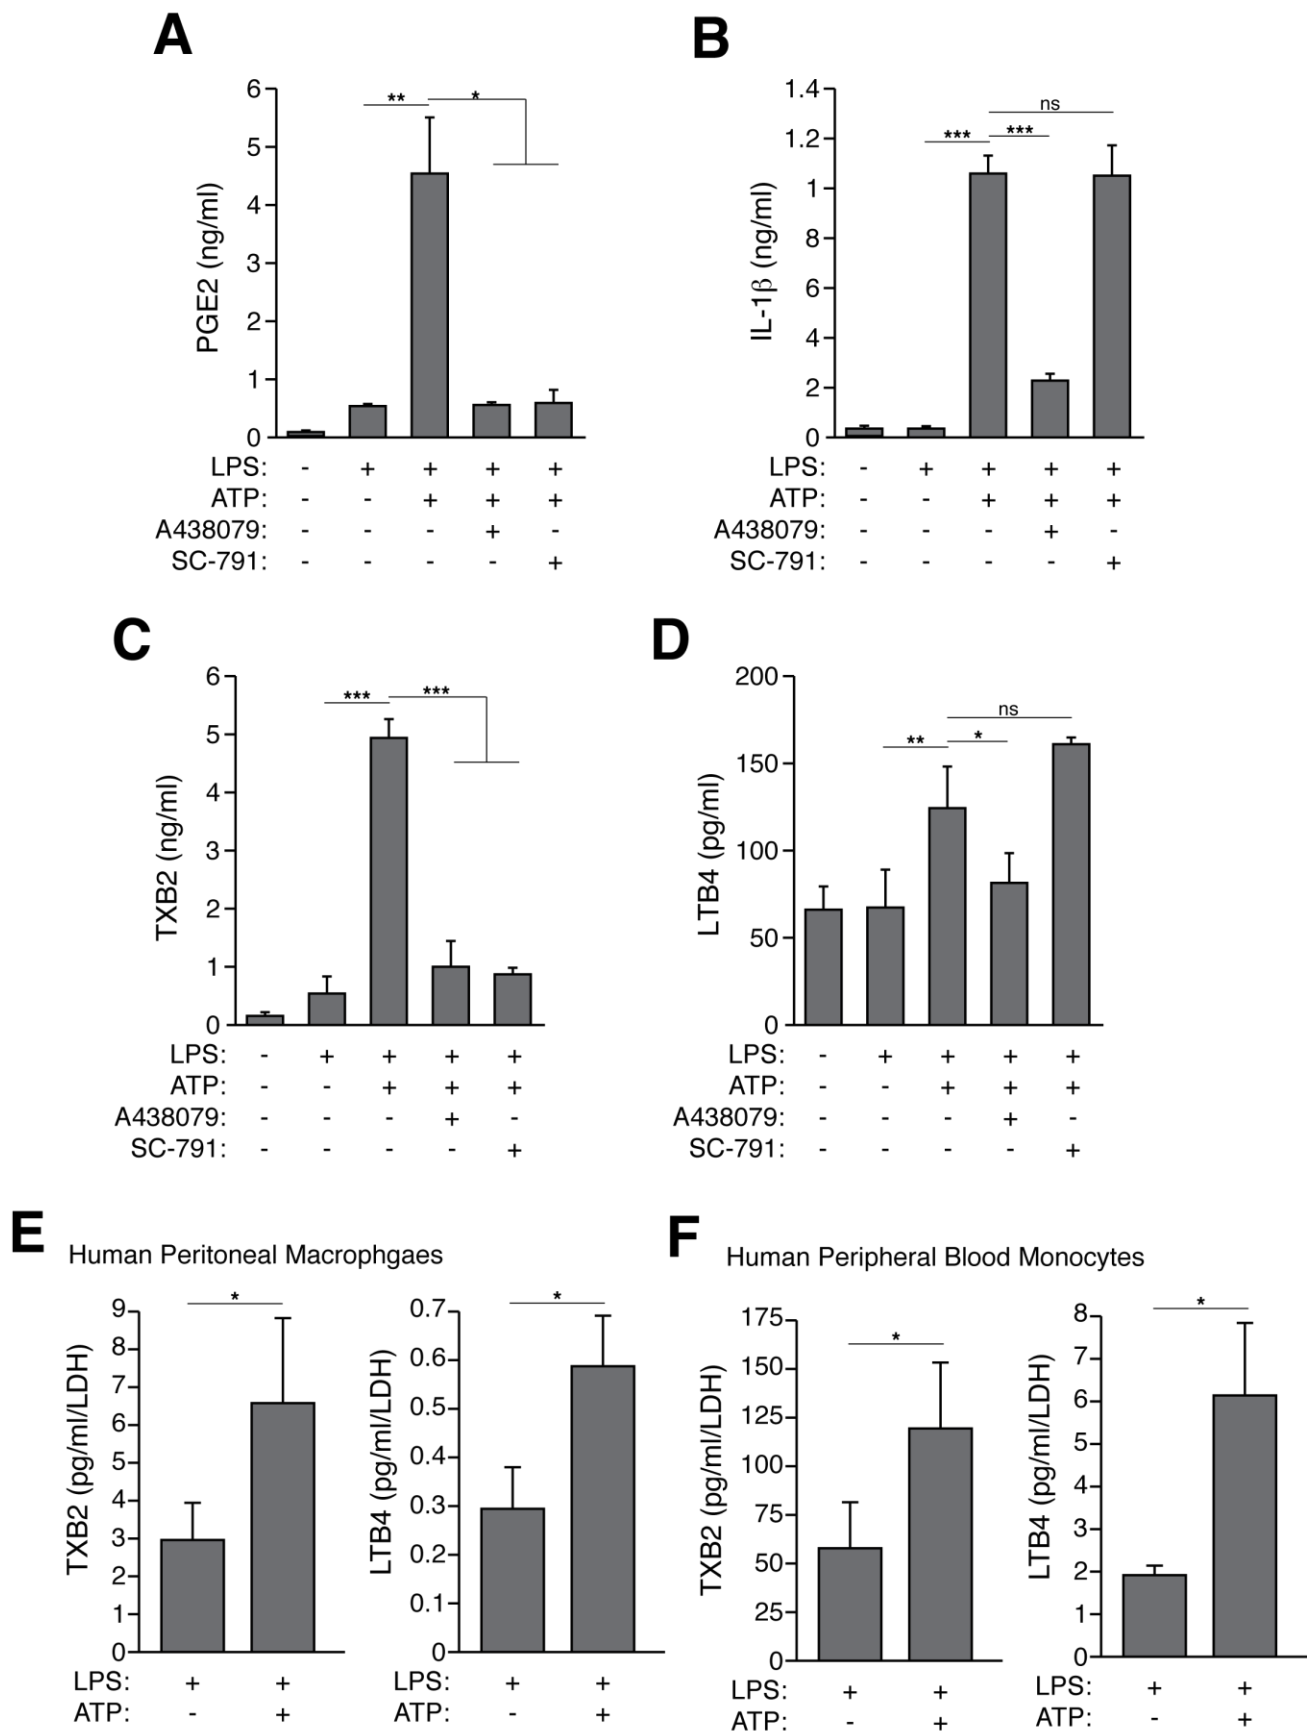 A
B
6
5
4
3
2
1
0
PGE2 (ng/ml)
** *
LPS: - + + + +
ATP: - - + + +
A438079: - - - + -
SC-791: - - - - +
1.4
1.2
1
8
6
4
2
0
IL-1β (ng/ml)
ns
*** ***
LPS: - + + + +
ATP: - - + + +
A438079: - - - + -
SC-791: - - - - +
C
D
6
5
4
3
2
1
0
TXB2 (ng/ml)
*** ***
LPS: - + + + +
ATP: - - + + +
A438079: - - - + -
SC-791: - - - - +
200
150
100
50
0
LTB4 (pg/ml)
ns
** *
LPS: - + + + +
ATP: - - + + +
A438079: - - - + -
SC-791: - - - - +
E
Human Peritoneal Macrophgaes
9
8
7
6
5
4
3
2
1
0
TXB2 (pg/ml/LDH)
*
LPS: + +
ATP: - +
0.7
0.6
0.5
0.4
0.3
0.2
0.1
0
LTB4 (pg/ml/LDH)
*
LPS: + +
ATP: - +
F
Human Peripheral Blood Monocytes
175
150
125
100
75
50
25
0
TXB2 (pg/ml/LDH)
*
LPS: + +
ATP: - +
8
7
6
5
4
3
2
1
0
LTB4 (pg/ml/LDH)
*
LPS: + +
ATP: - +